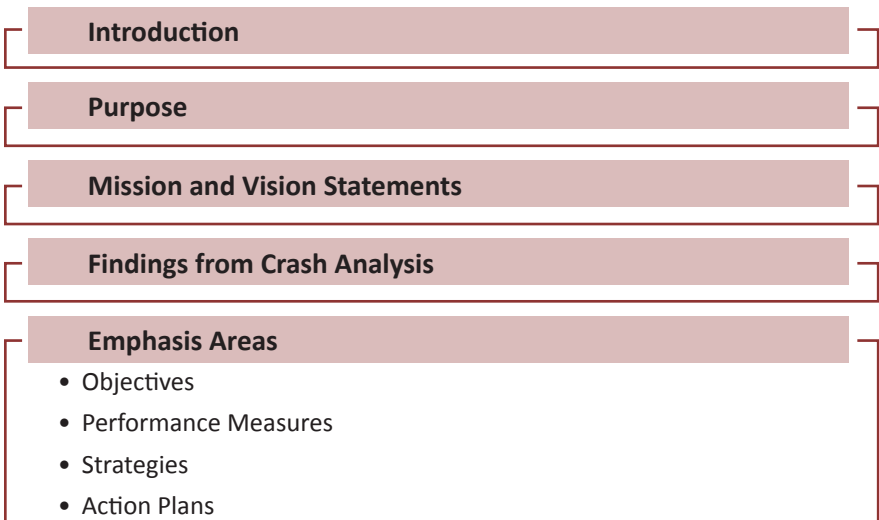 Introduction
Purpose
Mission and Vision Statements
Findings from Crash Analysis
Emphasis Areas
• Objectives
• Performance Measures
• Strategies
• Action Plans